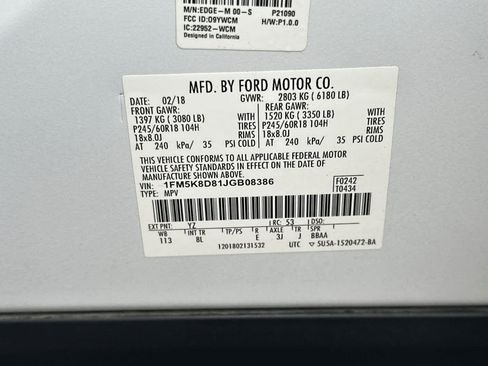 M/N:EDGE-M 00-S P21090
FCC ID:O9YWCM H/W:P1.0.0
IC:22952-WCM
Designed in California
MFD. BY FORD MOTOR CO.
DATE: 02/18 GVWR: 2803 KG ( 6180 LB)
FRONT GAWR: REAR GAWR:
1397 KG ( 3080 LB) WITH 1520 KG ( 3350 LB) WITH
P245/60R18 104H TIRES P245/60R18 104H TIRES
18x8.0J RIMS 18x8.0J RIMS
AT 240 kPa/ 35 PSI COLD AT 240 kPa/ 35 PSI COLD
THIS VEHICLE CONFORMS TO ALL APPLICABLE FEDERAL MOTOR
VEHICLE SAFETY STANDARDS IN EFFECT ON THE DATE OF
MANUFACTURE SHOWN ABOVE.
VIN: 1FM5K8D81JGB08386 F0242
TYPE: MPV T0434
EXT PNT: YZ RC: 53 DSO:
WB INT TR TP/PS R AXLE TR SPR
113 8L E 3J J BBAA
1201802131532 UTC ▽ 5U5A-1520472-BA